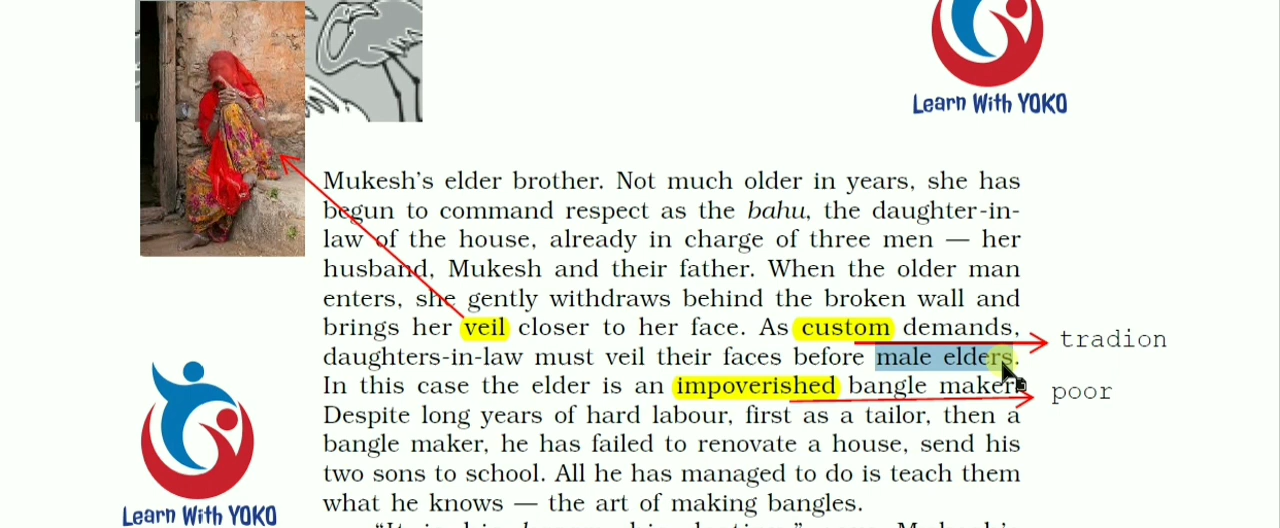 Learn With YOKO
Mukesh's elder brother. Not much older in years, she has
begun to command respect as the bahu, the daughter-in-
law of the house, already in charge of three men — her
husband, Mukesh and their father. When the older man
enters, she gently withdraws behind the broken wall and
brings her veil closer to her face. As custom demands,
tradion
daughters-in-law must veil their faces before male elders.
In this case the elder is an impoverished bangle maker.
poor
Despite long years of hard labour, first as a tailor, then a
bangle maker, he has failed to renovate a house, send his
two sons to school. All he has managed to do is teach them
what he knows — the art of making bangles.
Learn With YOKO